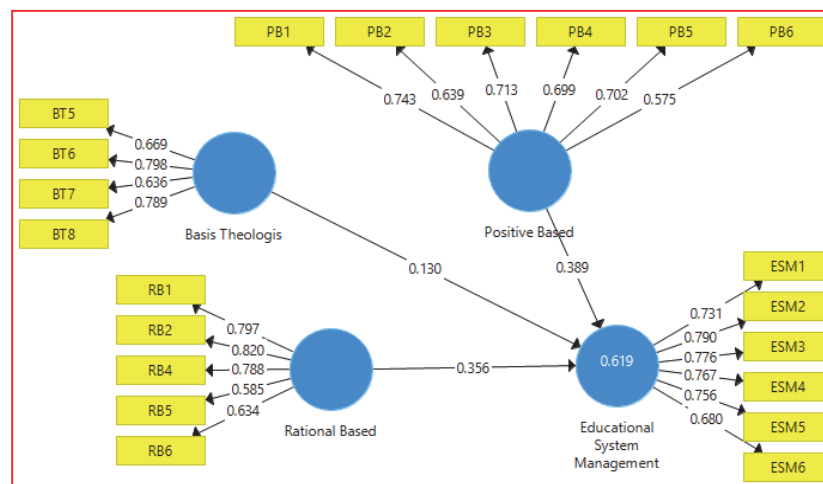 PB1 PB2 PB3 PB4 PB5 PB6
0.743 0.639 0.713 0.699 0.702 0.575
Positive Based
BT5
BT6
BT7
BT8
0.669
0.798
0.636
0.789
Basis Theologis
0.130
0.389
RB1
RB2
RB4
RB5
RB6
0.797
0.820
0.788
0.585
0.634
Rational Based
0.356
0.619
Educational
System
Management
0.731
0.790
0.776
0.767
0.756
0.680
ESM1
ESM2
ESM3
ESM4
ESM5
ESM6